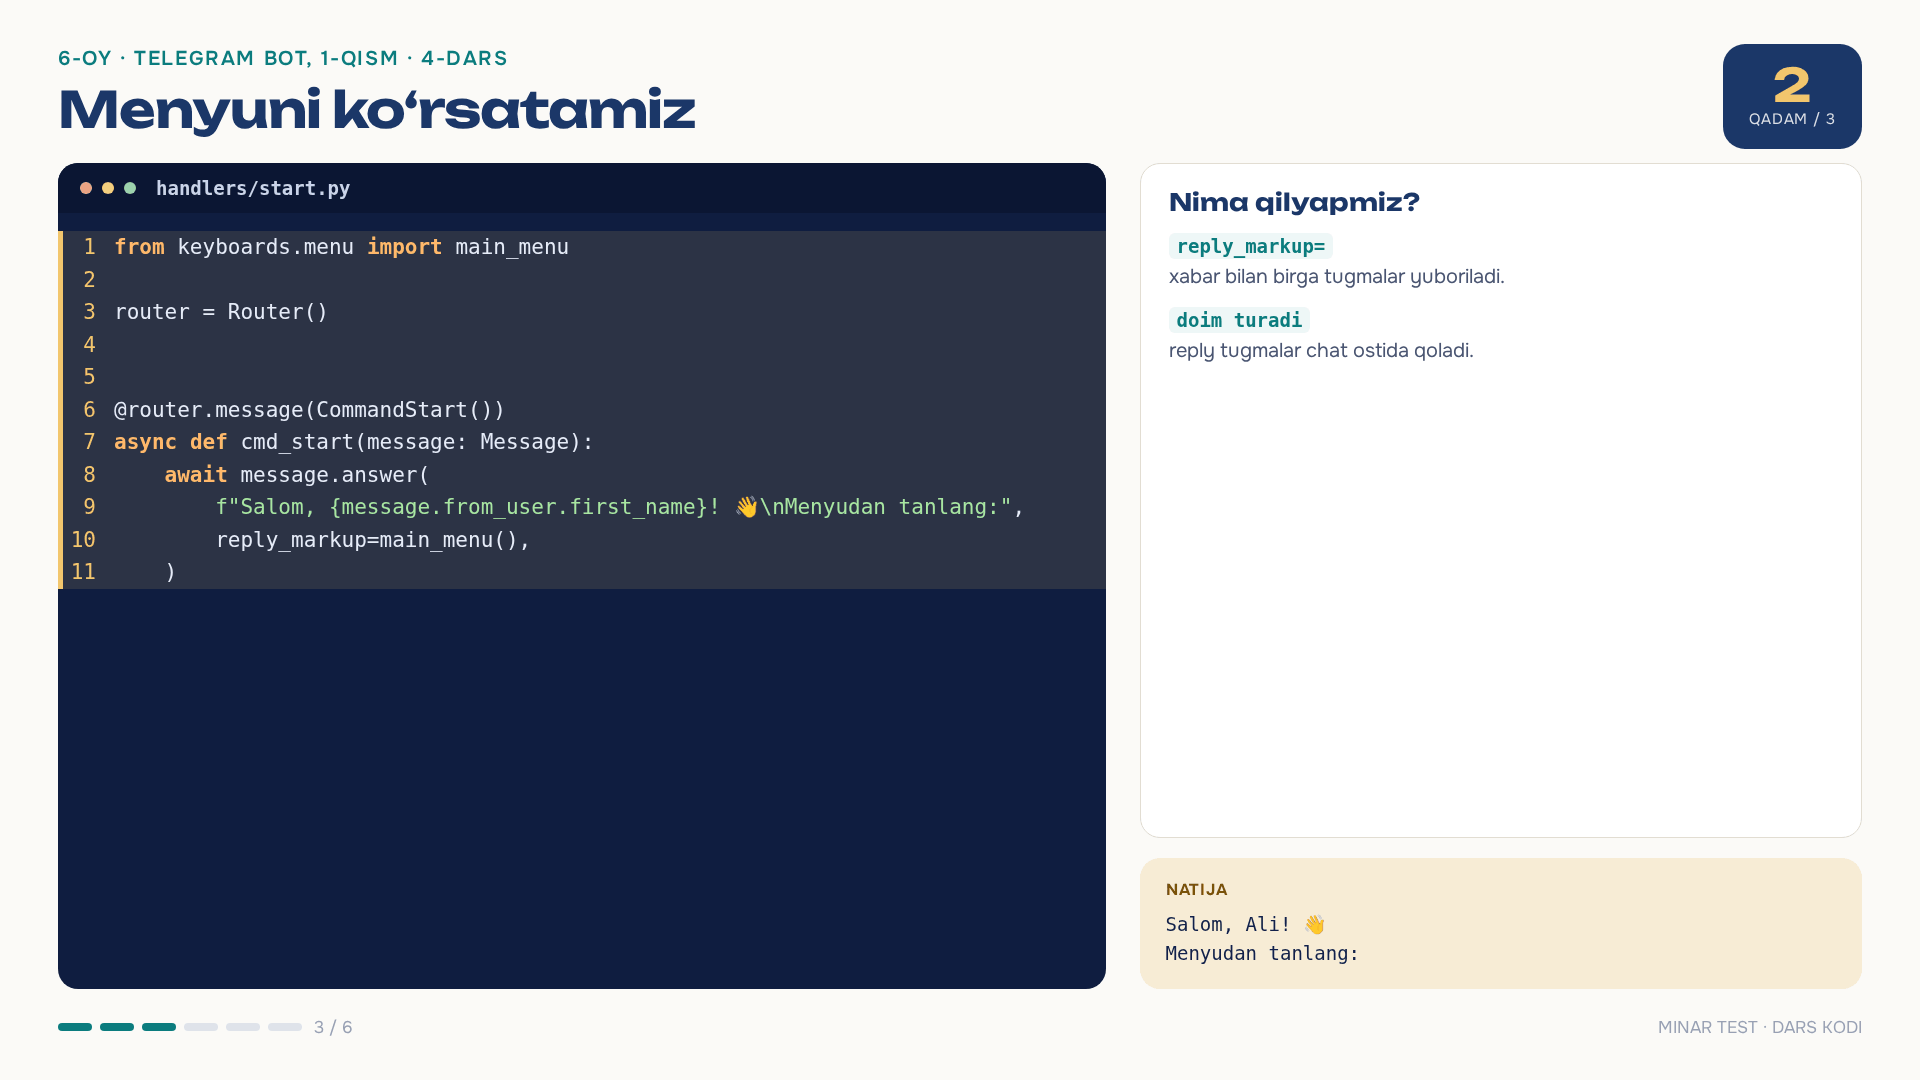 6-OY · TELEGRAM BOT, 1-QISM · 4-DARS
Menyuni ko‘rsatamiz
2
QADAM / 3
handlers/start.py
1 from keyboards.menu import main_menu
2
3 router = Router()
4
5
6 @router.message(CommandStart())
7 async def cmd_start(message: Message):
8     await message.answer(
9         f"Salom, {message.from_user.first_name}! 👋\nMenyudan tanlang:",
10         reply_markup=main_menu(),
11     )
Nima qilyapmiz?
reply_markup=
xabar bilan birga tugmalar yuboriladi.
doim turadi
reply tugmalar chat ostida qoladi.
NATIJA
Salom, Ali! 👋
Menyudan tanlang:
3 / 6
MINAR TEST · DARS KODI